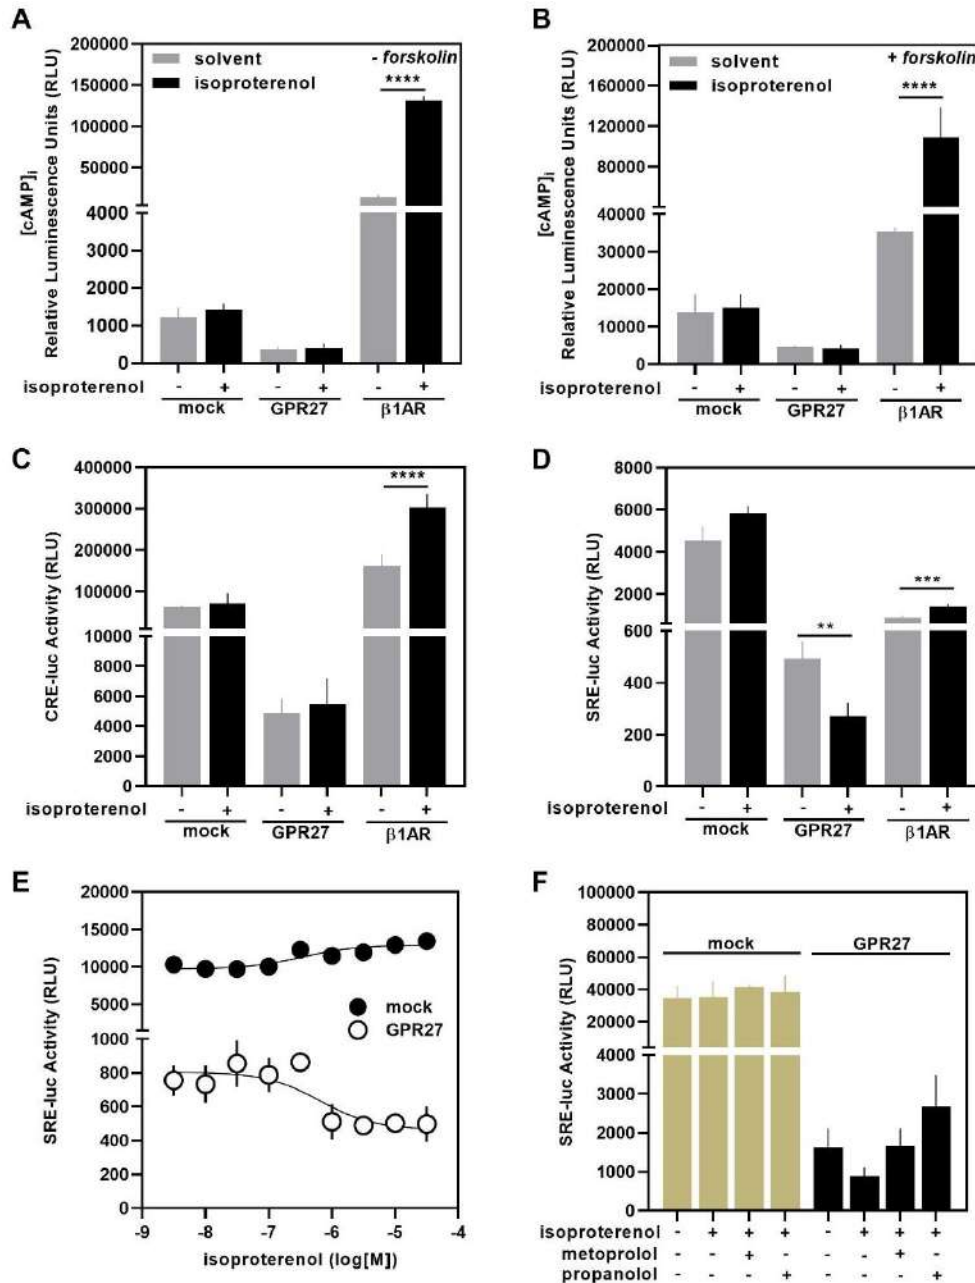 A
[cAMP]i
Relative Luminescence Units (RLU)
200000
150000
100000
50000
4000
3000
2000
1000
0
solvent
isoproterenol
- forskolin
****
isoproterenol - + - + - +
mock GPR27 β1AR
B
[cAMP]i
Relative Luminescence Units (RLU)
200000
160000
120000
80000
40000
30000
20000
10000
0
solvent
isoproterenol
+ forskolin
****
isoproterenol - + - + - +
mock GPR27 β1AR
C
CRE-luc Activity (RLU)
400000
300000
200000
100000
10000
8000
6000
4000
2000
0
****
isoproterenol - + - + - +
mock GPR27 β1AR
D
SRE-luc Activity (RLU)
8000
6000
4000
2000
600
400
200
0
**
***
isoproterenol - + - + - +
mock GPR27 β1AR
E
SRE-luc Activity (RLU)
20000
15000
10000
5000
1000
800
600
400
200
0
mock
GPR27
-9 -8 -7 -6 -5 -4
isoproterenol (log[M])
F
SRE-luc Activity (RLU)
100000
80000
60000
40000
20000
4000
3000
2000
1000
0
mock GPR27
isoproterenol - + + + - + + +
metoprolol - - + - - - + -
propanolol - - - + - - - +